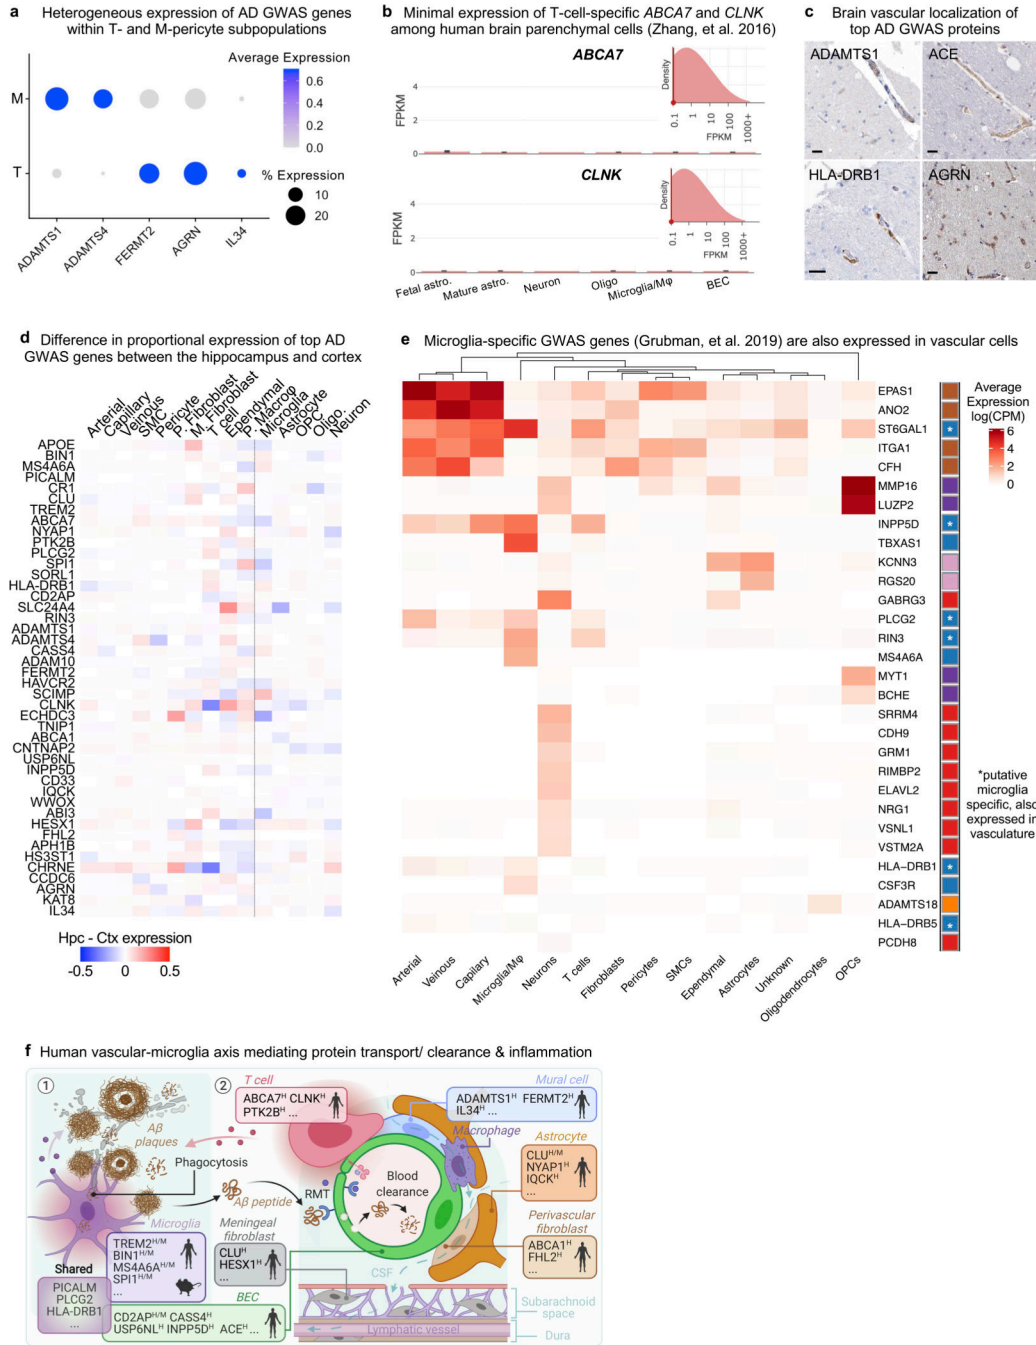 a Heterogeneous expression of AD GWAS genes
within T- and M-pericyte subpopulations
Average Expression
0.6
0.4
0.2
0.0
% Expression
10
20
M
T
ADAMTS1
ADAMTS4
FERMT2
AGRN
IL34
b Minimal expression of T-cell-specific ABCA7 and CLNK
among human brain parenchymal cells (Zhang, et al. 2016)
ABCA7
FPKM
4
2
0
Density
0.1
1
10
100
1000+
FPKM
CLNK
FPKM
4
2
0
Density
0.1
1
10
100
1000+
FPKM
Fetal astro.
Mature astro.
Neuron
Oligo
Microglia/Mφ
BEC
c Brain vascular localization of
top AD GWAS proteins
ADAMTS1
ACE
HLA-DRB1
AGRN
d Difference in proportional expression of top AD
GWAS genes between the hippocampus and cortex
Arterial
Capillary
Veinous
SMC
Pericyte
P. Fibroblast
M. Fibroblast
T cell
Ependymal
P. Macroφ
Microglia
Astrocyte
OPC
Oligo
Neuron
APOE
BIN1
MS4A6A
PICALM
CR1
CLU
TREM2
ABCA7
NYAP1
PTK2B
PLCG2
SPI1
SORL1
HLA-DRB1
CD2AP
SLC24A4
RIN3
ADAMTS1
ADAMTS4
CASS4
ADAM10
FERMT2
HAVCR2
SCIMP
CLNK
ECHDC3
TNIP1
ABCA1
CNTNAP2
USP6NL
INPP5D
CD33
IQCK
WWOX
ABI3
HESX1
FHL2
APH1B
HS3ST1
CHRNE
CCDC6
AGRN
KAT8
IL34
Hpc - Ctx expression
-0.5 0 0.5
e Microglia-specific GWAS genes (Grubman, et al. 2019) are also expressed in vascular cells
EPAS1
ANO2
ST6GAL1
ITGA1
CFH
MMP16
LUZP2
INPP5D
TBXAS1
KCNN3
RGS20
GABRG3
PLCG2
RIN3
MS4A6A
MYT1
BCHE
SRRM4
CDH9
GRM1
RIMBP2
ELAVL2
NRG1
VSNL1
VSTM2A
HLA-DRB1
CSF3R
ADAMTS18
HLA-DRB5
PCDH8
Average
Expression
log(CPM)
6
4
2
0
*putative
microglia
specific, also
expressed in
vasculature
Arterial
Veinous
Capilary
Microglia/Mφ
Neurons
T cells
Fibroblasts
Pericytes
SMCs
Ependymal
Astrocytes
Unknown
Oligodendrocytes
OPCs
f Human vascular-microglia axis mediating protein transport/ clearance & inflammation
1
Aβ
plaques
Phagocytosis
Aβ
Microglia
TREM2H/M
BIN1H/M
MS4A6AH/M
SPI1H/M
...
Shared
PICALM
PLCG2
HLA-DRB1
...
2
T cell
ABCA7H CLNKH
PTK2BH ...
Mural cell
ADAMTS1H FERMT2H
IL34H ...
Macrophage
Astrocyte
CLUH/M
NYAP1H
IQCKH
...
Blood
clearance
RMT
Aβ peptide
Meningeal
fibroblast
CLUH
HESX1H
...
Perivascular
fibroblast
ABCA1H
FHL2H
...
BEC
CD2APH/M CASS4H
USP6NLH INPP5DH ACEH ...
CSF
Subarachnoid
space
Lymphatic vessel
Dura